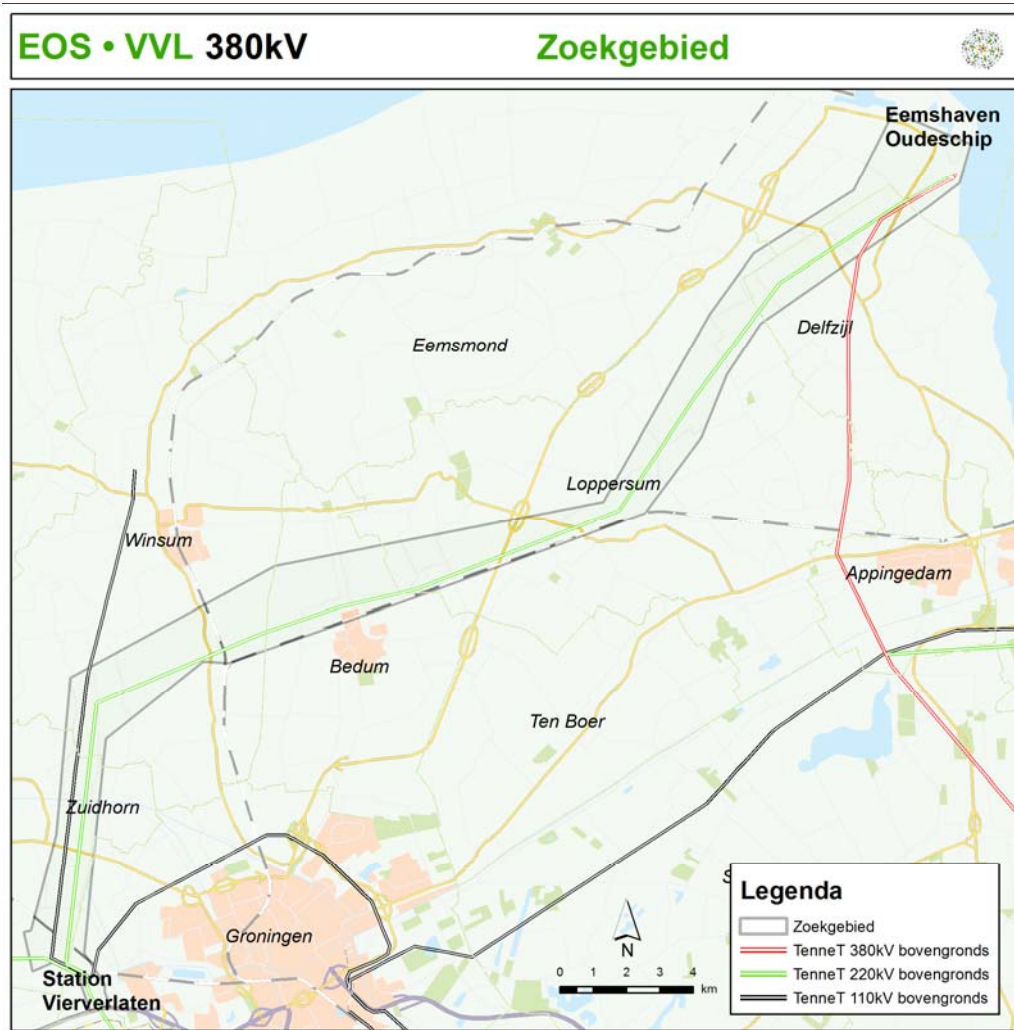 EOS • VVL 380kV
Zoekgebied
Eemshaven
Oudeschip
Delfzijl
Eemsmond
Loppersum
Winsum
Appingedam
Bedum
Ten Boer
Zuidhorn
Groningen
Station
Vierverlaten
N
0 1 2 3 4
km
Legenda
Zoekgebied
TenneT 380kV bovengronds
TenneT 220kV bovengronds
TenneT 110kV bovengronds